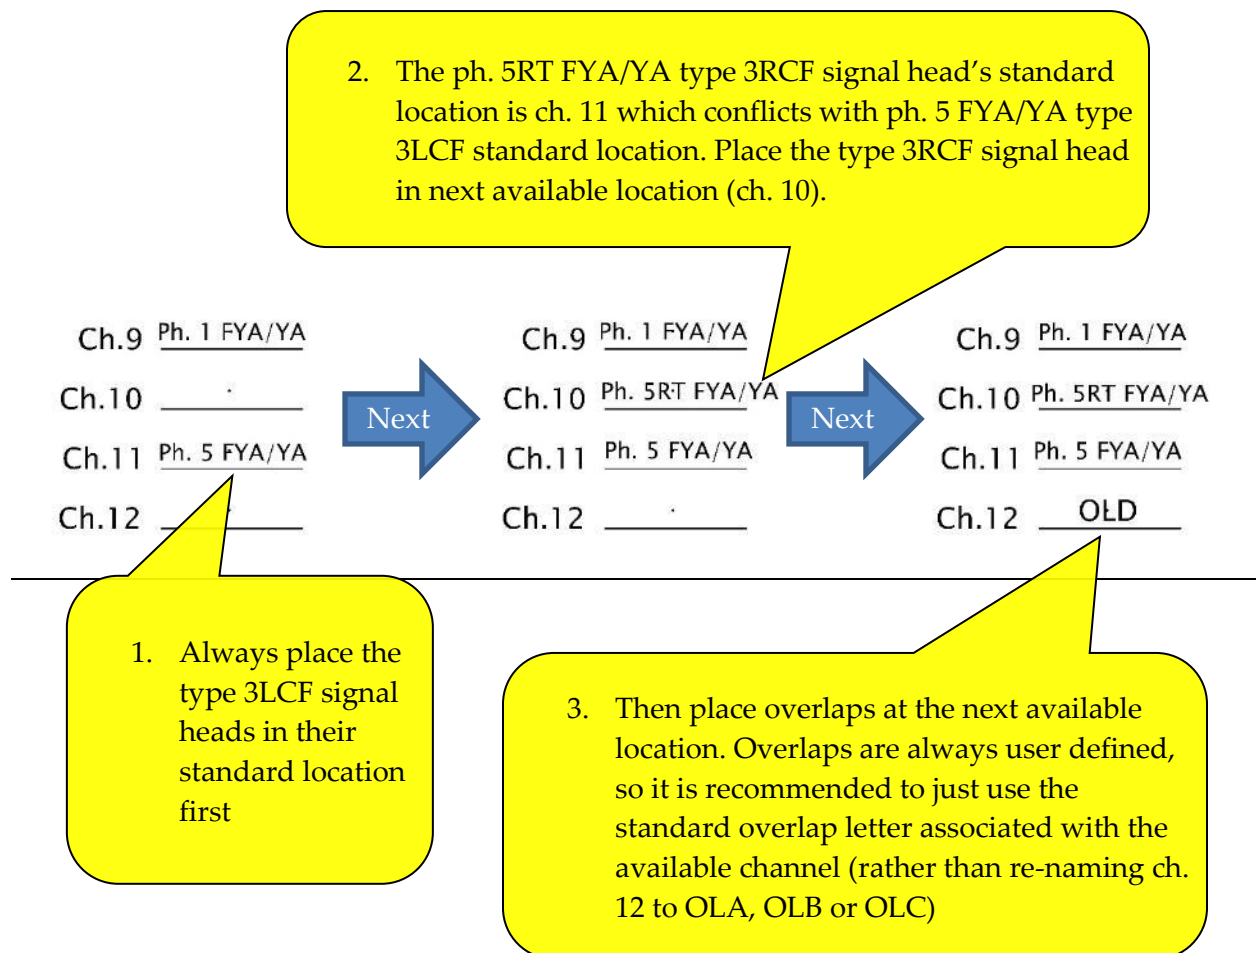 2. The ph. 5RT FYA/YA type 3RCF signal head's standard
location is ch. 11 which conflicts with ph. 5 FYA/YA type
3LCF standard location. Place the type 3RCF signal head
in next available location (ch. 10).
Ch.9 Ph. 1 FYA/YA
Ch.10
Ch.11 Ph. 5 FYA/YA
Ch.12
Next
Ch.9 Ph. 1 FYA/YA
Ch.10 Ph. 5RT FYA/YA
Ch.11 Ph. 5 FYA/YA
Ch.12
Next
Ch.9 Ph. 1 FYA/YA
Ch.10 Ph. 5RT FYA/YA
Ch.11 Ph. 5 FYA/YA
Ch.12 OLD
1. Always place the
type 3LCF signal
heads in their
standard location
first
3. Then place overlaps at the next available
location. Overlaps are always user defined,
so it is recommended to just use the
standard overlap letter associated with the
available channel (rather than re-naming ch.
12 to OLA, OLB or OLC)